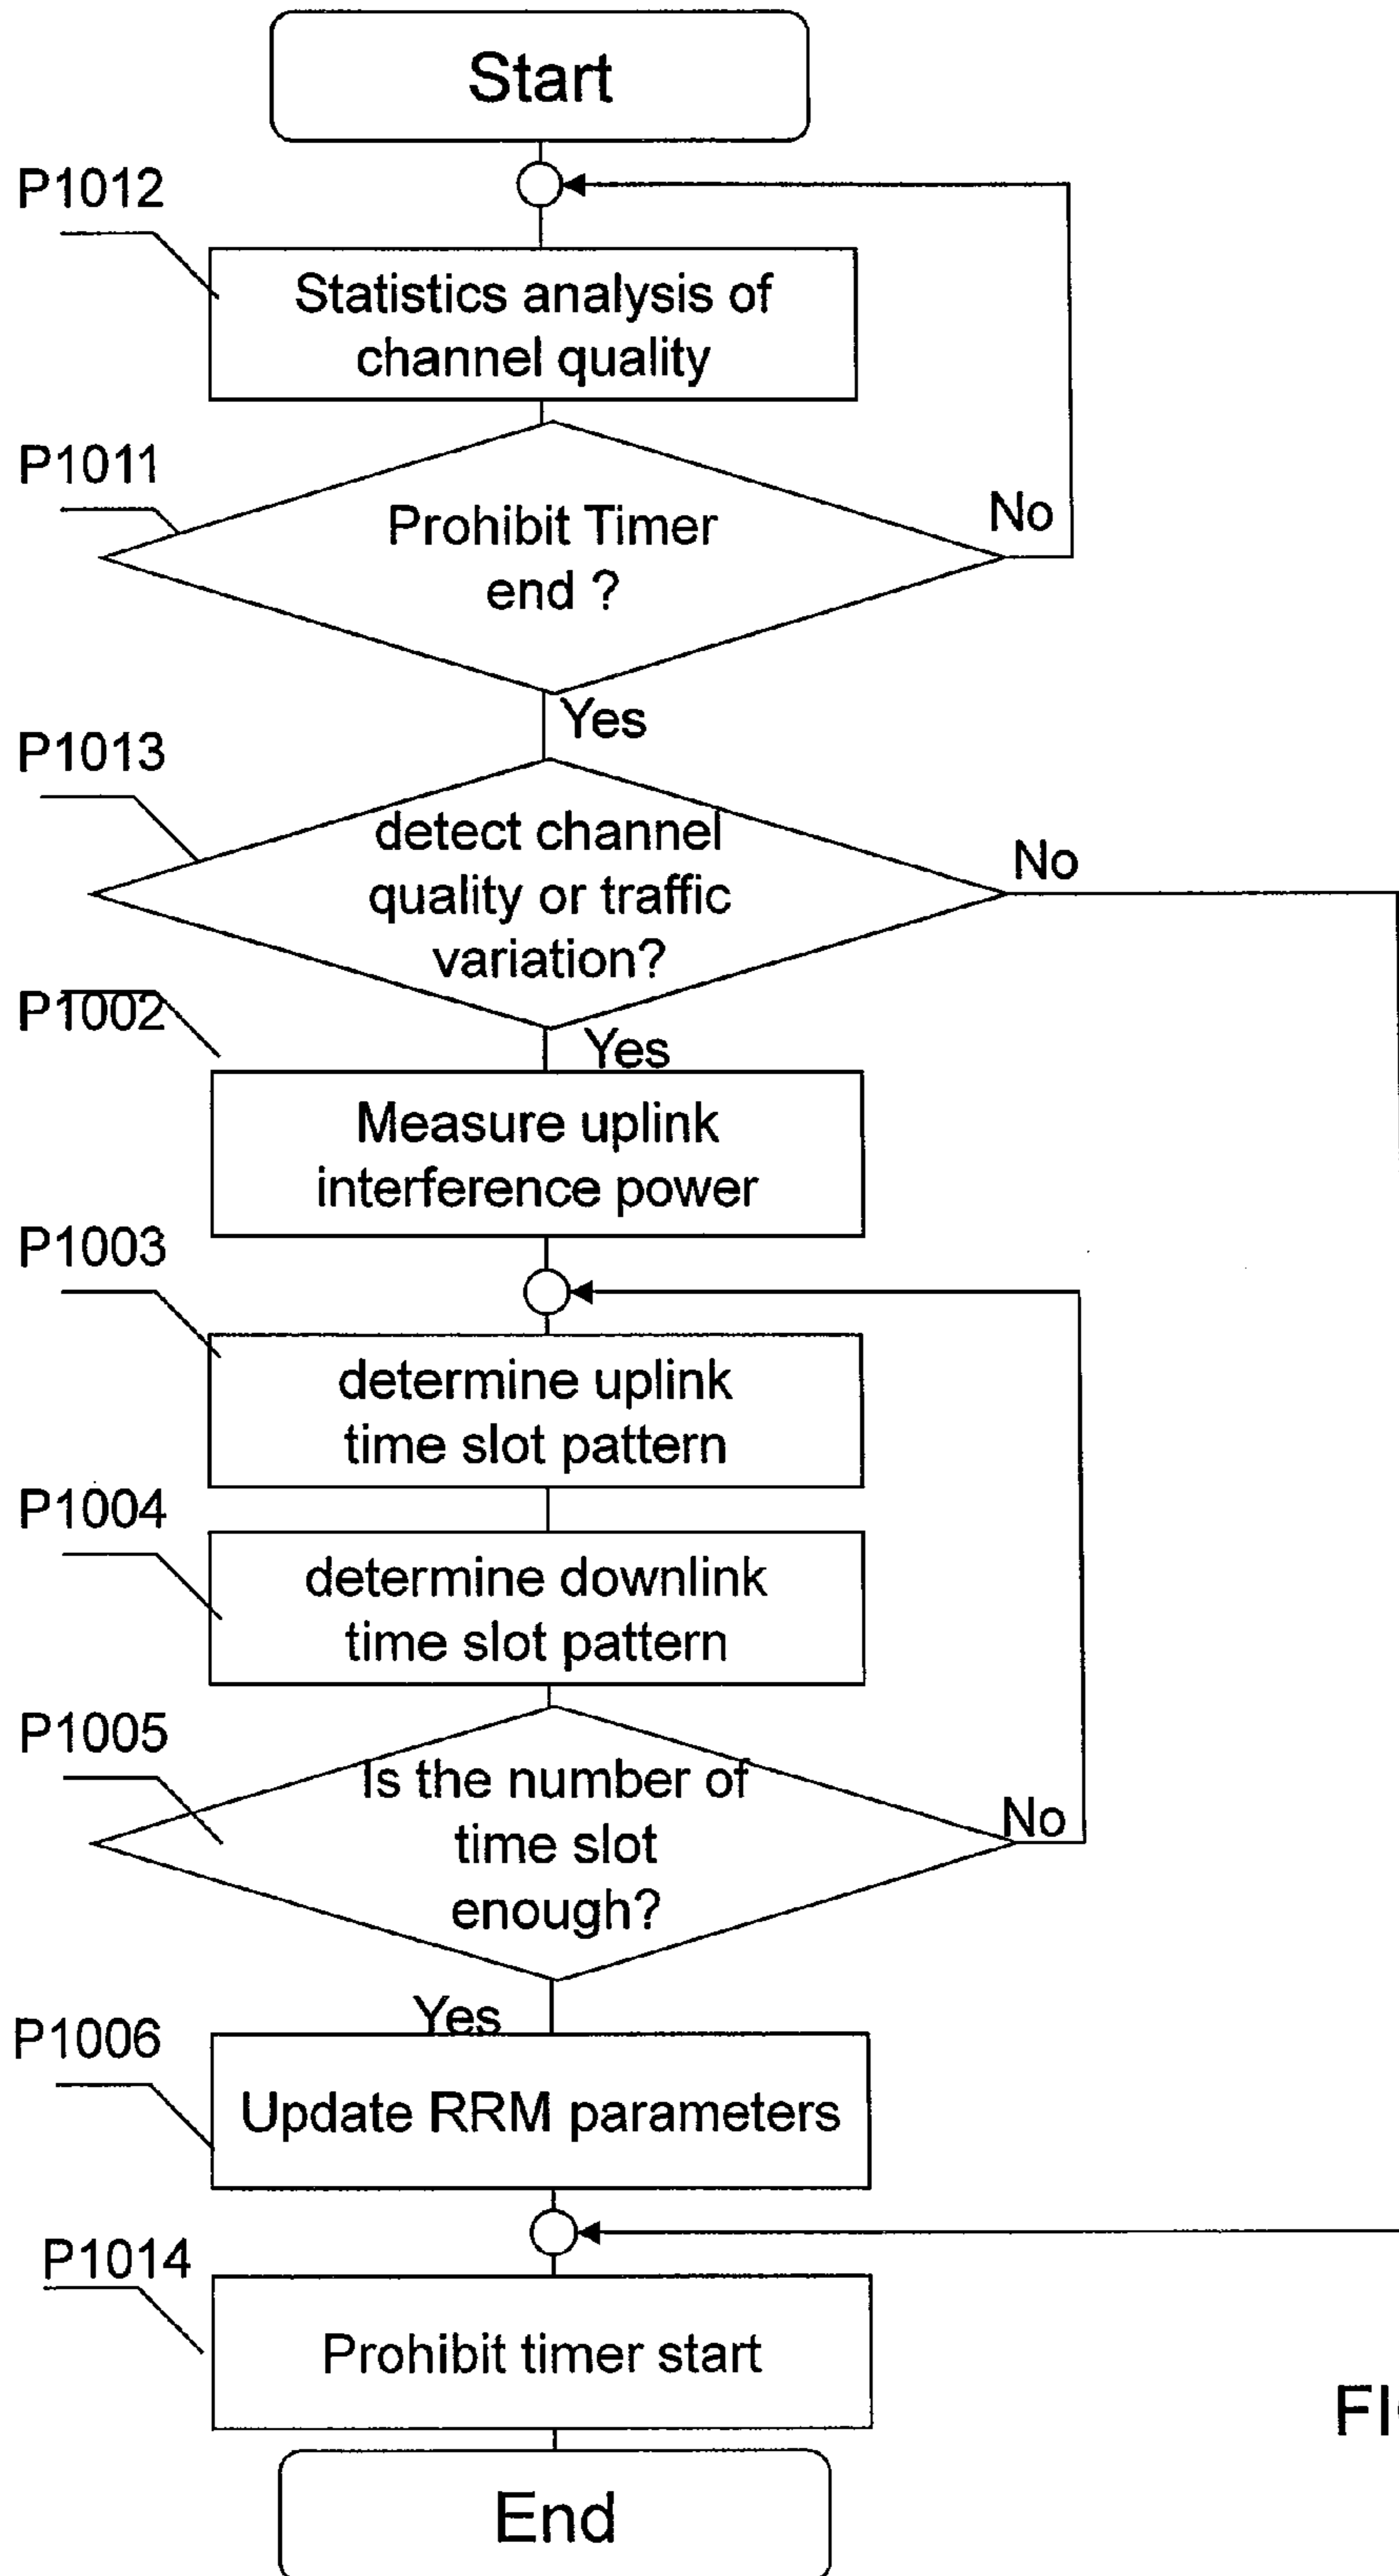 Start
P1012
Statistics analysis of
channel quality
P1011
Prohibit Timer
end ?
No
Yes
P1013
detect channel
quality or traffic
variation?
No
P1002
Yes
Measure uplink
interference power
P1003
determine uplink
time slot pattern
P1004
determine downlink
time slot pattern
P1005
Is the number of
time slot
enough?
No
Yes
P1006
Update RRM parameters
P1014
Prohibit timer start
End